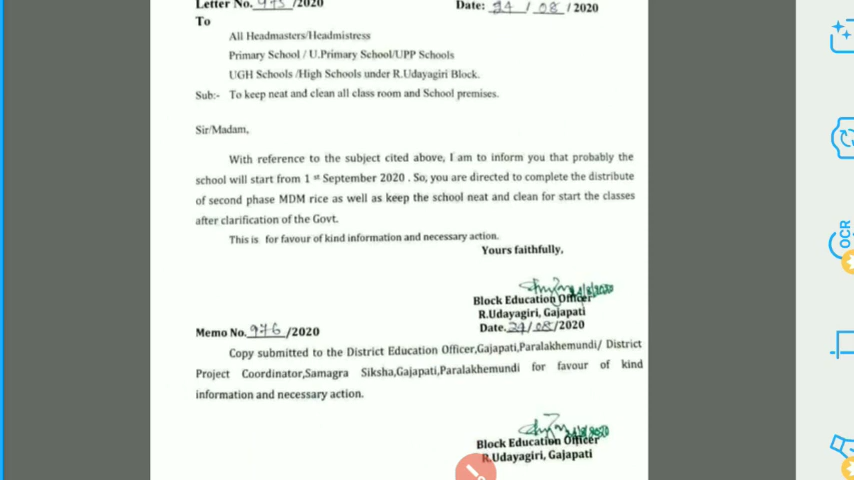 Letter No. 975 /2020
Date: 24 / 08 / 2020
To
All Headmasters/Headmistress
Primary School / U.Primary School/UPP Schools
UGH Schools /High Schools under R.Udayagiri Block.
Sub:- To keep neat and clean all class room and School premises.
Sir/Madam,
With reference to the subject cited above, I am to inform you that probably the
school will start from 1 st September 2020 . So, you are directed to complete the distribute
of second phase MDM rice as well as keep the school neat and clean for start the classes
after clarification of the Govt.
This is for favour of kind information and necessary action.
Yours faithfully,
Block Education Officer
R.Udayagiri, Gajapati
Memo No. 976 /2020
Date. 24/08/2020
Copy submitted to the District Education Officer,Gajapati,Paralakhemundi/ District
Project Coordinator,Samagra Siksha,Gajapati,Paralakhemundi for favour of kind
information and necessary action.
Block Education Officer
R.Udayagiri, Gajapati
OCR